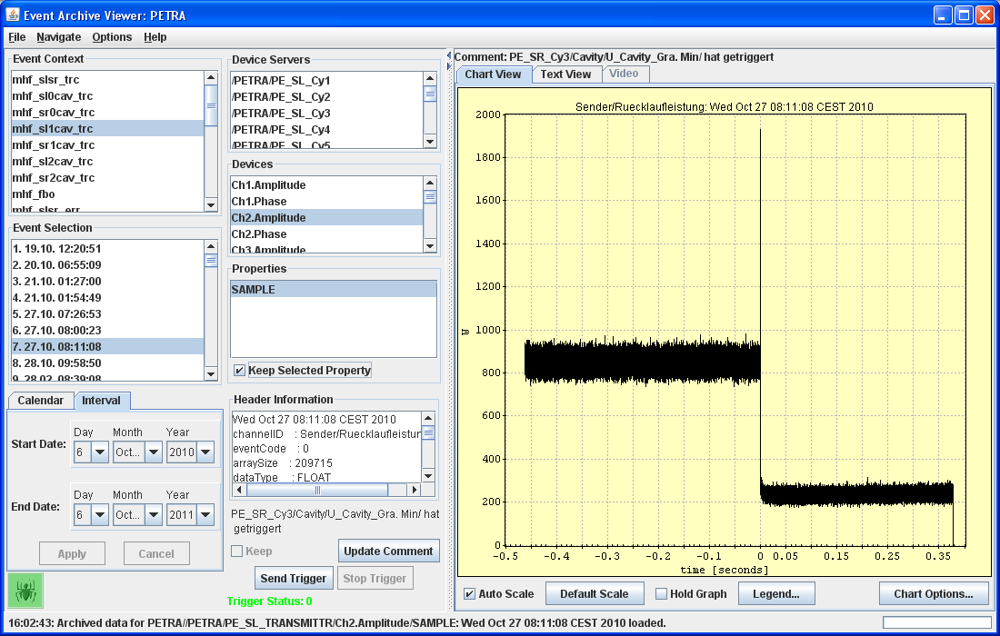 Event Archive Viewer: PETRA
File Navigate Options Help
Event Context
mhf_slsr_trc
mhf_sl0cav_trc
mhf_sr0cav_trc
mhf_sl1cav_trc
mhf_sr1cav_trc
mhf_sl2cav_trc
mhf_sr2cav_trc
mhf_fbo
mhf_slsr_err
Event Selection
1. 19.10. 12:20:51
2. 20.10. 06:55:09
3. 21.10. 01:27:00
4. 21.10. 01:54:49
5. 27.10. 07:26:53
6. 27.10. 08:00:23
7. 27.10. 08:11:08
8. 28.10. 09:58:50
9. 28.02. 08:39:08
Calendar Interval
Day Month Year
Start Date: 6 Oct... 2010
Day Month Year
End Date: 6 Oct... 2011
Apply Cancel
Device Servers
/PETRA/PE_SL_Cy1
/PETRA/PE_SL_Cy2
/PETRA/PE_SL_Cy3
/PETRA/PE_SL_Cy4
/PETRA/PE_SL_Cy5
Devices
Ch1.Amplitude
Ch1.Phase
Ch2.Amplitude
Ch2.Phase
Ch3.Amplitude
Properties
SAMPLE
Keep Selected Property
Header Information
Wed Oct 27 08:11:08 CEST 2010
channelID : Sender/Ruecklaufleistur
eventCode : 0
arraySize : 209715
dataType : FLOAT
PE_SR_Cy3/Cavity/U_Cavity_Gra. Min/ hat
getriggert
Keep Update Comment
Send Trigger Stop Trigger
Trigger Status: 0
Comment: PE_SR_Cy3/Cavity/U_Cavity_Gra. Min/ hat getriggert
Chart View Text View Video
Sender/Ruecklaufleistung: Wed Oct 27 08:11:08 CEST 2010
2000
1800
1600
1400
1200
1000
W
800
600
400
200
0
-0.5 -0.4 -0.3 -0.2 -0.1 0 0.05 0.15 0.25 0.35
time [seconds]
Auto Scale Default Scale Hold Graph Legend... Chart Options...
16:02:43: Archived data for PETRA//PETRA/PE_SL_TRANSMITTR/Ch2.Amplitude/SAMPLE: Wed Oct 27 08:11:08 CEST 2010 loaded.